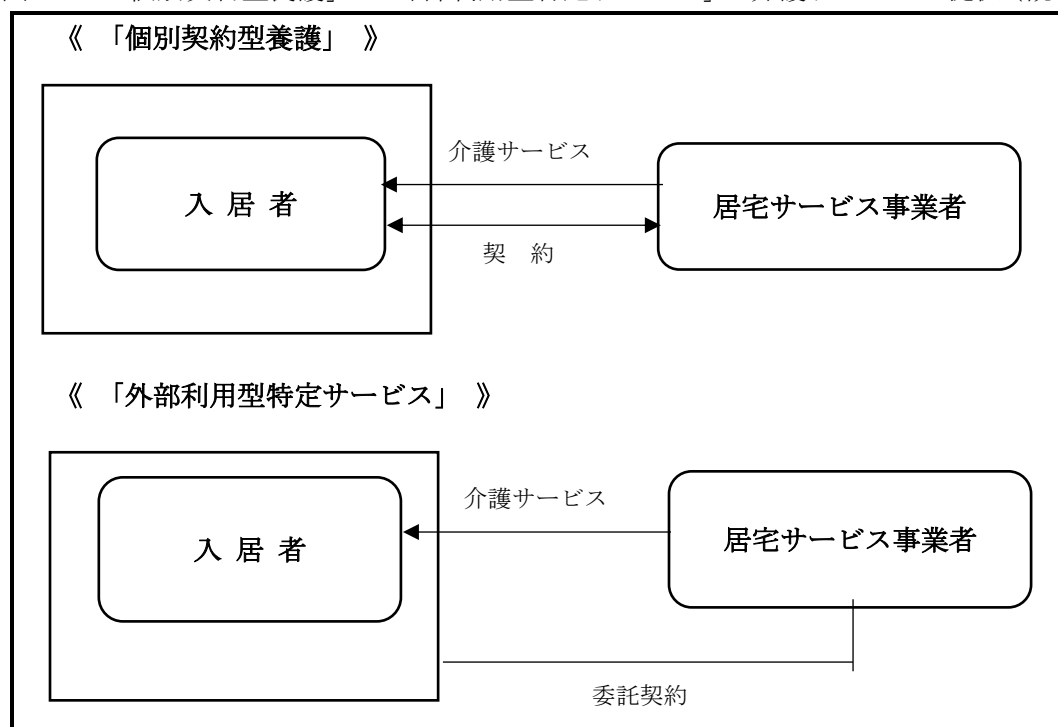 《 「個別契約型養護」 》
介護サービス
入 居 者
居宅サービス事業者
契 約
《 「外部利用型特定サービス」 》
介護サービス
入 居 者
居宅サービス事業者
委託契約